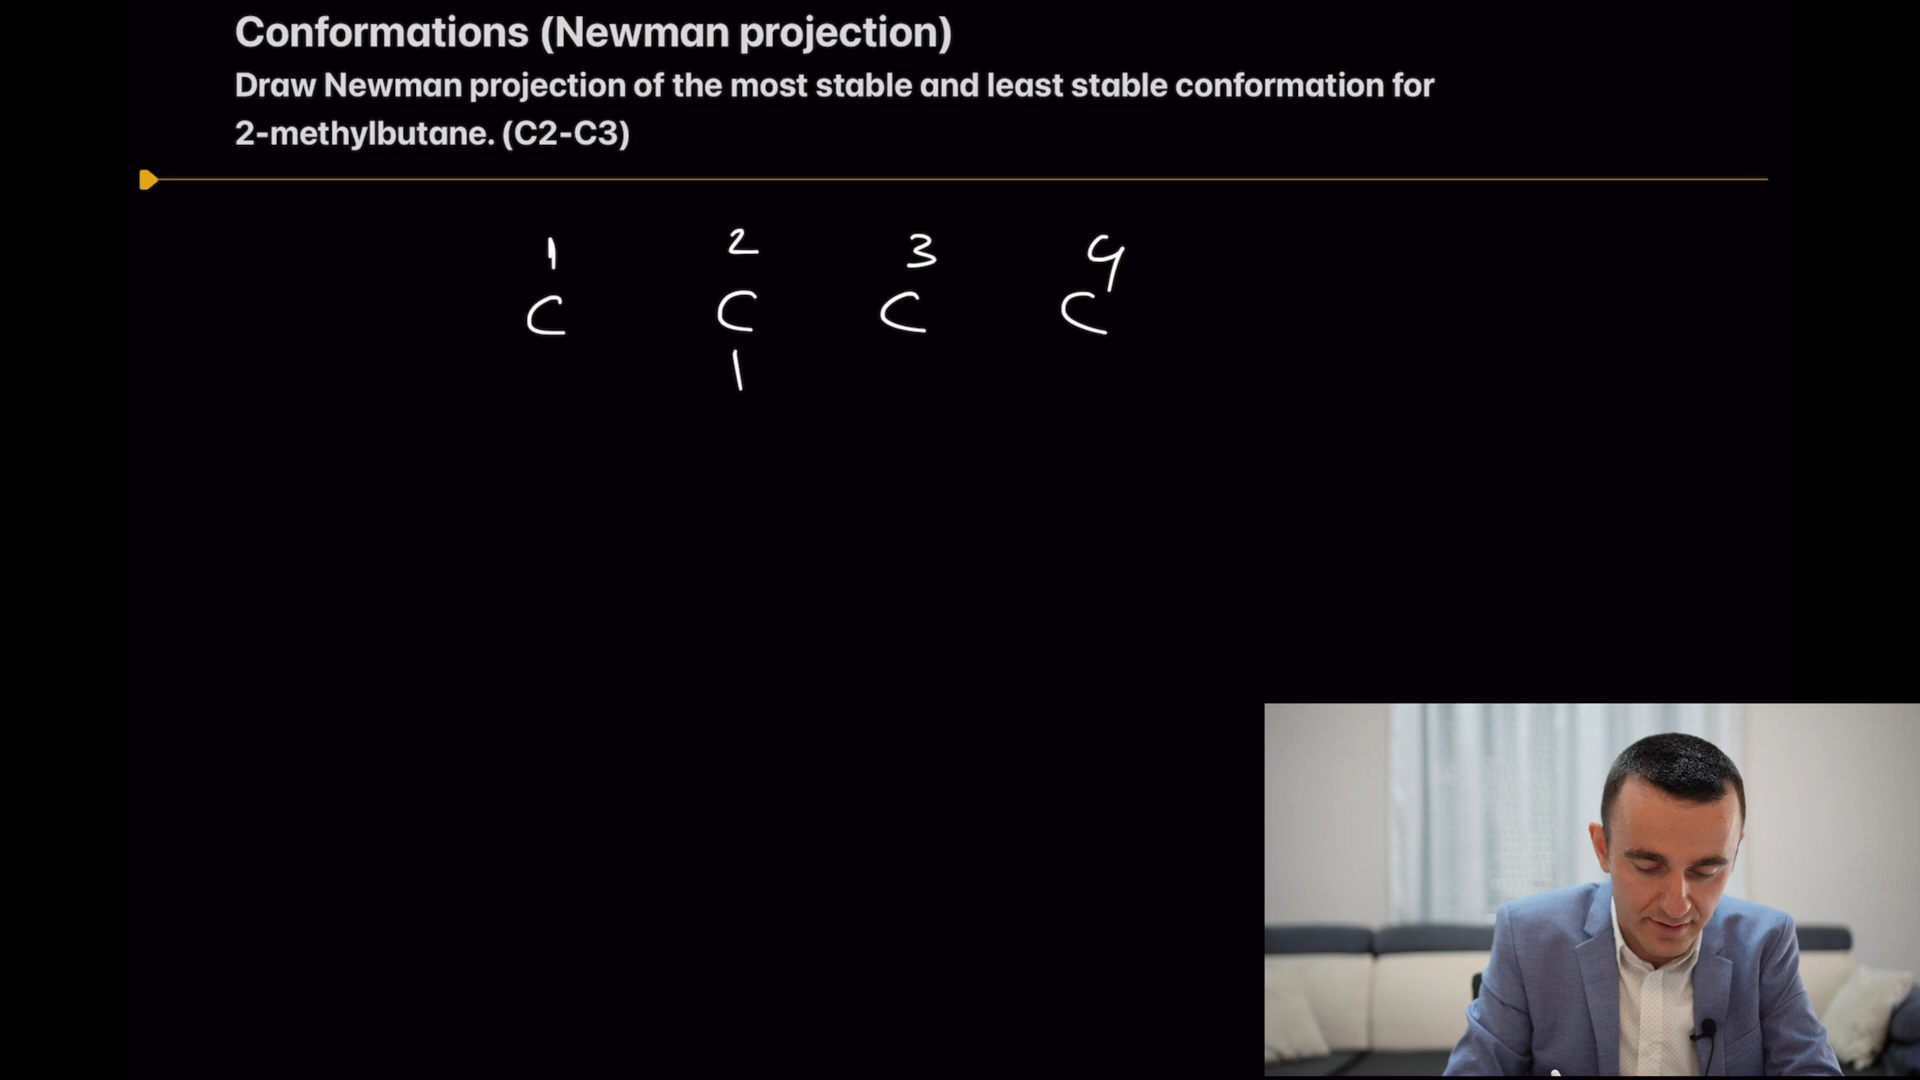 Conformations (Newman projection)
Draw Newman projection of the most stable and least stable conformation for
2-methylbutane. (C2-C3)
1 2 3 4
C C C C
|